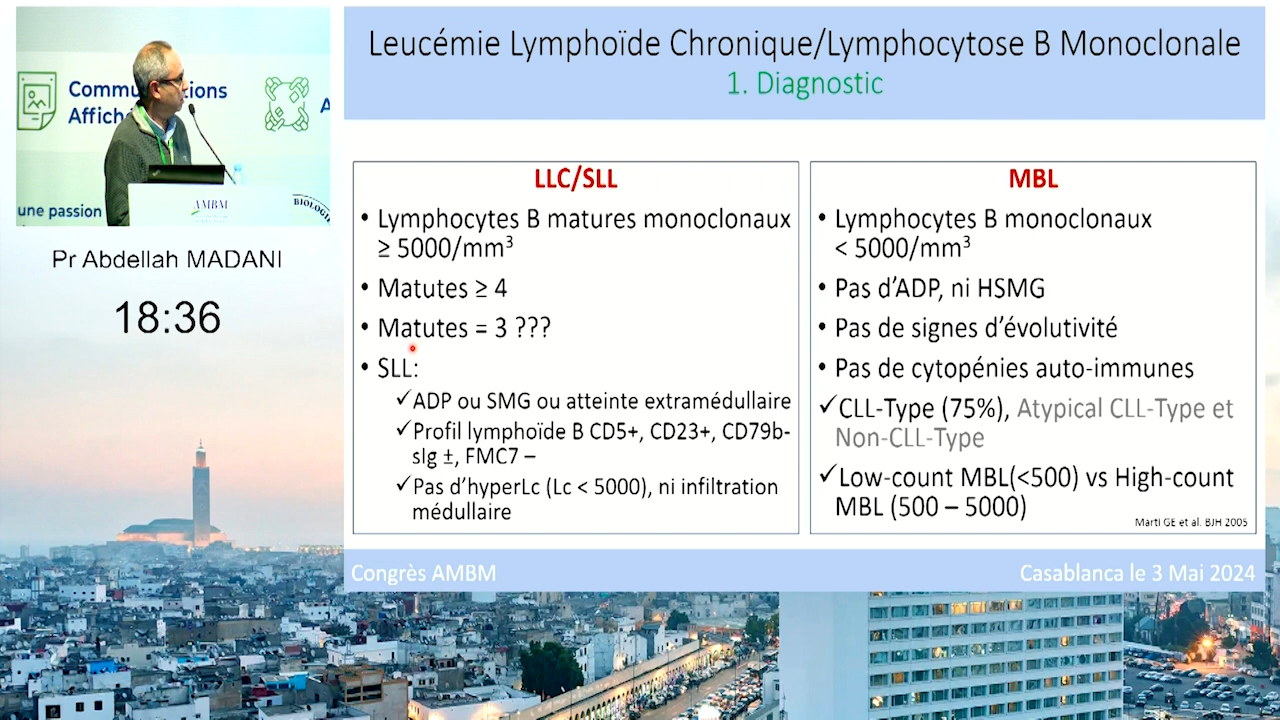 Commu ions
Affich
A
une passion
AMBM
BIOLOGI
Pr Abdellah MADANI
18:36
Leucémie Lymphoïde Chronique/Lymphocytose B Monoclonale
1. Diagnostic
LLC/SLL
• Lymphocytes B matures monoclonaux
≥ 5000/mm³
• Matutes ≥ 4
• Matutes = 3 ???
• SLL:
✓ADP ou SMG ou atteinte extramédullaire
✓Profil lymphoïde B CD5+, CD23+, CD79b-
sIg ±, FMC7 –
✓Pas d’hyperLc (Lc < 5000), ni infiltration
médullaire
MBL
• Lymphocytes B monoclonaux
< 5000/mm³
• Pas d’ADP, ni HSMG
• Pas de signes d’évolutivité
• Pas de cytopénies auto-immunes
✓CLL-Type (75%), Atypical CLL-Type et
Non-CLL-Type
✓Low-count MBL(<500) vs High-count
MBL (500 – 5000)
Marti GE et al. BJH 2005
Congrès AMBM
Casablanca le 3 Mai 2024